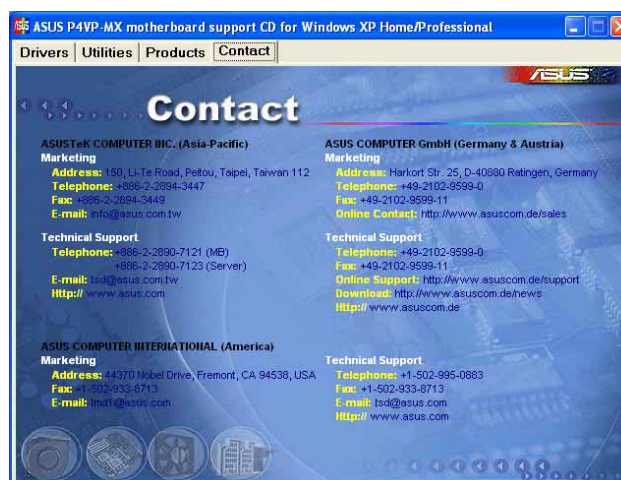 ASUS P4VP-MX motherboard support CD for Windows XP Home/Professional
Drivers Utilities Products Contact
ASUS
Contact
ASUSTeK COMPUTER INC. (Asia-Pacific)
Marketing
Address: 150, Li-Te Road, Peitou, Taipei, Taiwan 112
Telephone: +886-2-2894-3447
Fax: +886-2-2894-3449
E-mail: info@asus.com.tw
Technical Support
Telephone: +886-2-2890-7121 (MB)
+886-2-2890-7123 (Server)
E-mail: tsd@asus.com.tw
Http:// www.asus.com
ASUS COMPUTER GmbH (Germany & Austria)
Marketing
Address: Harkort Str. 25, D-40880 Ratingen, Germany
Telephone: +49-2102-9599-0
Fax: +49-2102-9599-11
Online Contact: http://www.asuscom.de/sales
Technical Support
Telephone: +49-2102-9599-0
Fax: +49-2102-9599-11
Online Support: http://www.asuscom.de/support
Download: http://www.asuscom.de/news
Http:// www.asuscom.de
ASUS COMPUTER INTERNATIONAL (America)
Marketing
Address: 44370 Nobel Drive, Fremont, CA 94538, USA
Fax: +1-502-933-8713
E-mail: tmd1@asus.com
Technical Support
Telephone: +1-502-995-0883
Fax: +1-502-933-8713
E-mail: tsd@asus.com
Http:// www.asus.com